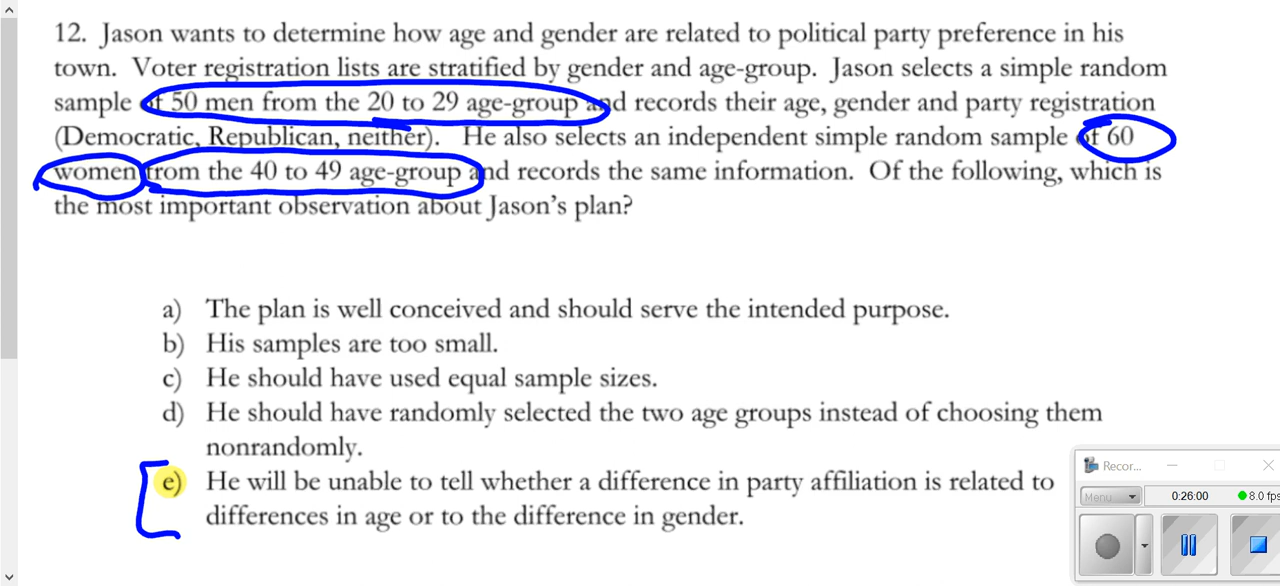 12. Jason wants to determine how age and gender are related to political party preference in his
town. Voter registration lists are stratified by gender and age-group. Jason selects a simple random
sample of 50 men from the 20 to 29 age-group and records their age, gender and party registration
(Democratic, Republican, neither). He also selects an independent simple random sample of 60
women from the 40 to 49 age-group and records the same information. Of the following, which is
the most important observation about Jason's plan?
a) The plan is well conceived and should serve the intended purpose.
b) His samples are too small.
c) He should have used equal sample sizes.
d) He should have randomly selected the two age groups instead of choosing them
nonrandomly.
e) He will be unable to tell whether a difference in party affiliation is related to
differences in age or to the difference in gender.
Recor...
Menu 0:26:00 8.0 fps